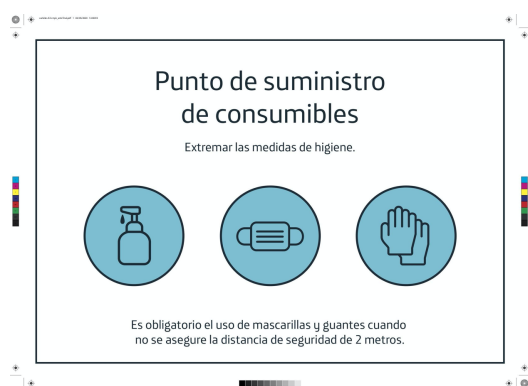 Punto de suministro
de consumibles
Extremar las medidas de higiene.
Es obligatorio el uso de mascarillas y guantes cuando
no se asegure la distancia de seguridad de 2 metros.